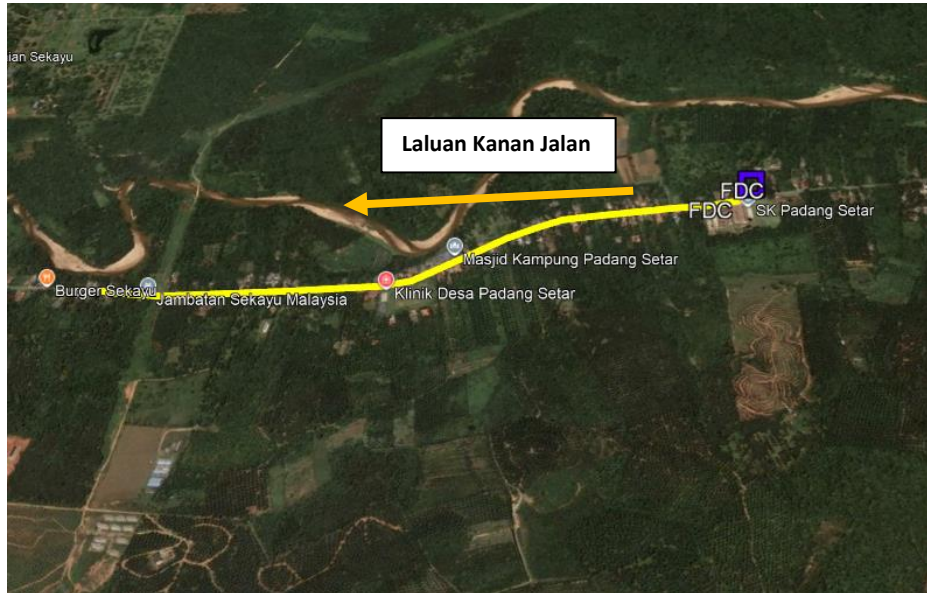 ian Sekayu
Laluan Kanan Jalan
FDC
FDC
SK Padang Setar
Masjid Kampung Padang Setar
Burger Sekayu
Jambatan Sekayu Malaysia
Klinik Desa Padang Setar